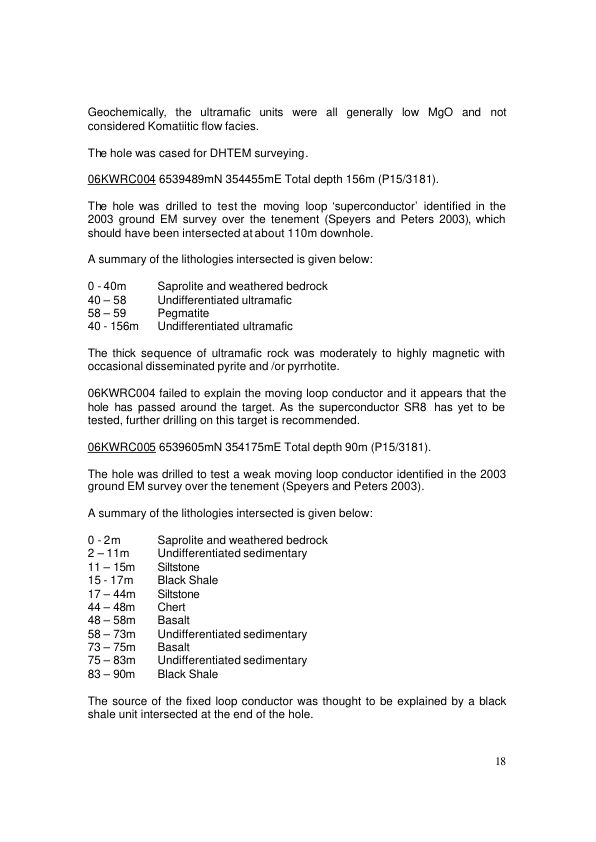 Geochemically, the ultramafic units were all generally low MgO and not
considered Komatiitic flow facies.
The hole was cased for DHTEM surveying.
06KWRC004 6539489mN 354455mE Total depth 156m (P15/3181).
The hole was drilled to test the moving loop ‘superconductor’ identified in the
2003 ground EM survey over the tenement (Speyers and Peters 2003), which
should have been intersected at about 110m downhole.
A summary of the lithologies intersected is given below:
0 - 40m Saprolite and weathered bedrock
40 – 58 Undifferentiated ultramafic
58 – 59 Pegmatite
40 - 156m Undifferentiated ultramafic
The thick sequence of ultramafic rock was moderately to highly magnetic with
occasional disseminated pyrite and /or pyrrhotite.
06KWRC004 failed to explain the moving loop conductor and it appears that the
hole has passed around the target. As the superconductor SR8 has yet to be
tested, further drilling on this target is recommended.
06KWRC005 6539605mN 354175mE Total depth 90m (P15/3181).
The hole was drilled to test a weak moving loop conductor identified in the 2003
ground EM survey over the tenement (Speyers and Peters 2003).
A summary of the lithologies intersected is given below:
0 - 2m Saprolite and weathered bedrock
2 – 11m Undifferentiated sedimentary
11 – 15m Siltstone
15 - 17m Black Shale
17 – 44m Siltstone
44 – 48m Chert
48 – 58m Basalt
58 – 73m Undifferentiated sedimentary
73 – 75m Basalt
75 – 83m Undifferentiated sedimentary
83 – 90m Black Shale
The source of the fixed loop conductor was thought to be explained by a black
shale unit intersected at the end of the hole.
18